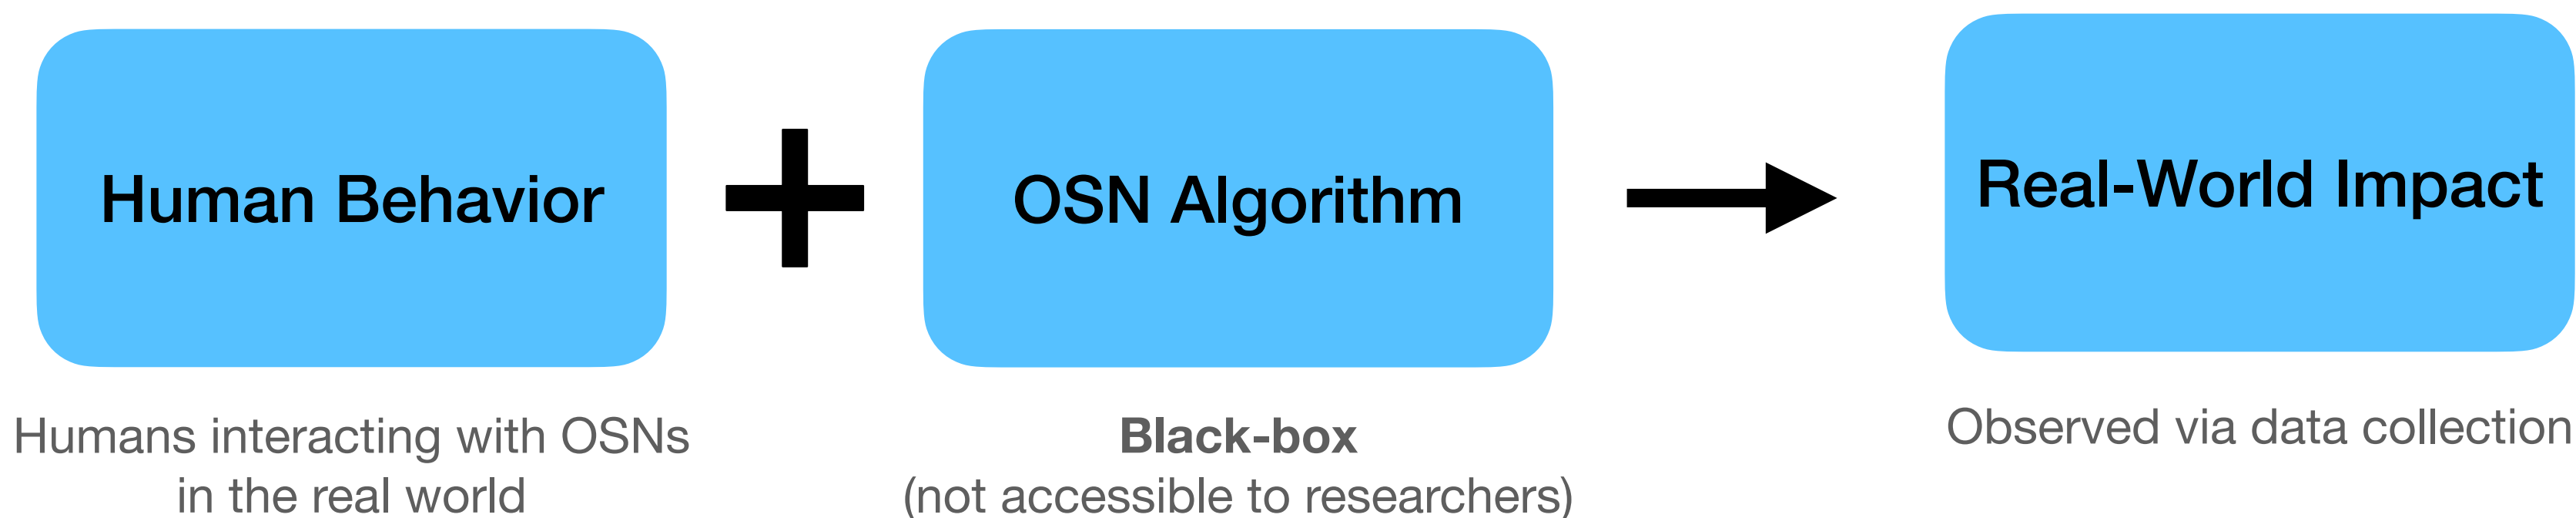 Human Behavior
OSN Algorithm
Real-World Impact
Humans interacting with OSNs
in the real world
Black-box
(not accessible to researchers)
Observed via data collection